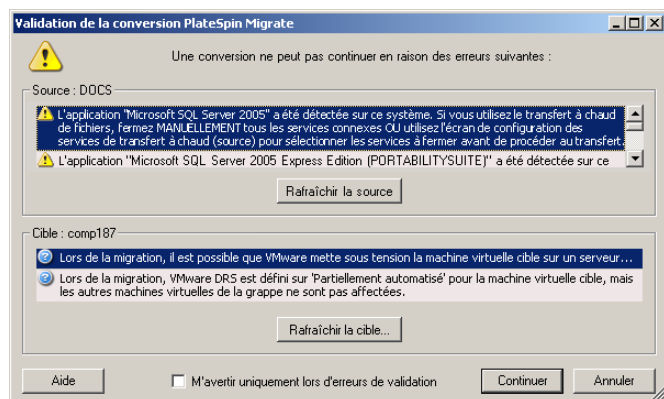 Validation de la conversion PlateSpin Migrate
Une conversion ne peut pas continuer en raison des erreurs suivantes :
Source : DOCS
L'application "Microsoft SQL Server 2005" a été détectée sur ce système. Si vous utilisez le transfert à chaud
de fichiers, fermez MANUELLEMENT tous les services connexes OU utilisez l'écran de configuration des
services de transfert à chaud (source) pour sélectionner les services à fermer avant de procéder au transfert.
L'application "Microsoft SQL Server 2005 Express Edition (PORTABILITYSUITE)" a été détectée sur ce
Rafraîchir la source
Cible : comp187
Lors de la migration, il est possible que VMware mette sous tension la machine virtuelle cible sur un serveur...
Lors de la migration, VMware DRS est défini sur 'Partiellement automatisé' pour la machine virtuelle cible, mais
les autres machines virtuelles de la grappe ne sont pas affectées.
Rafraîchir la cible...
Aide
M'avertir uniquement lors d'erreurs de validation
Continuer
Annuler